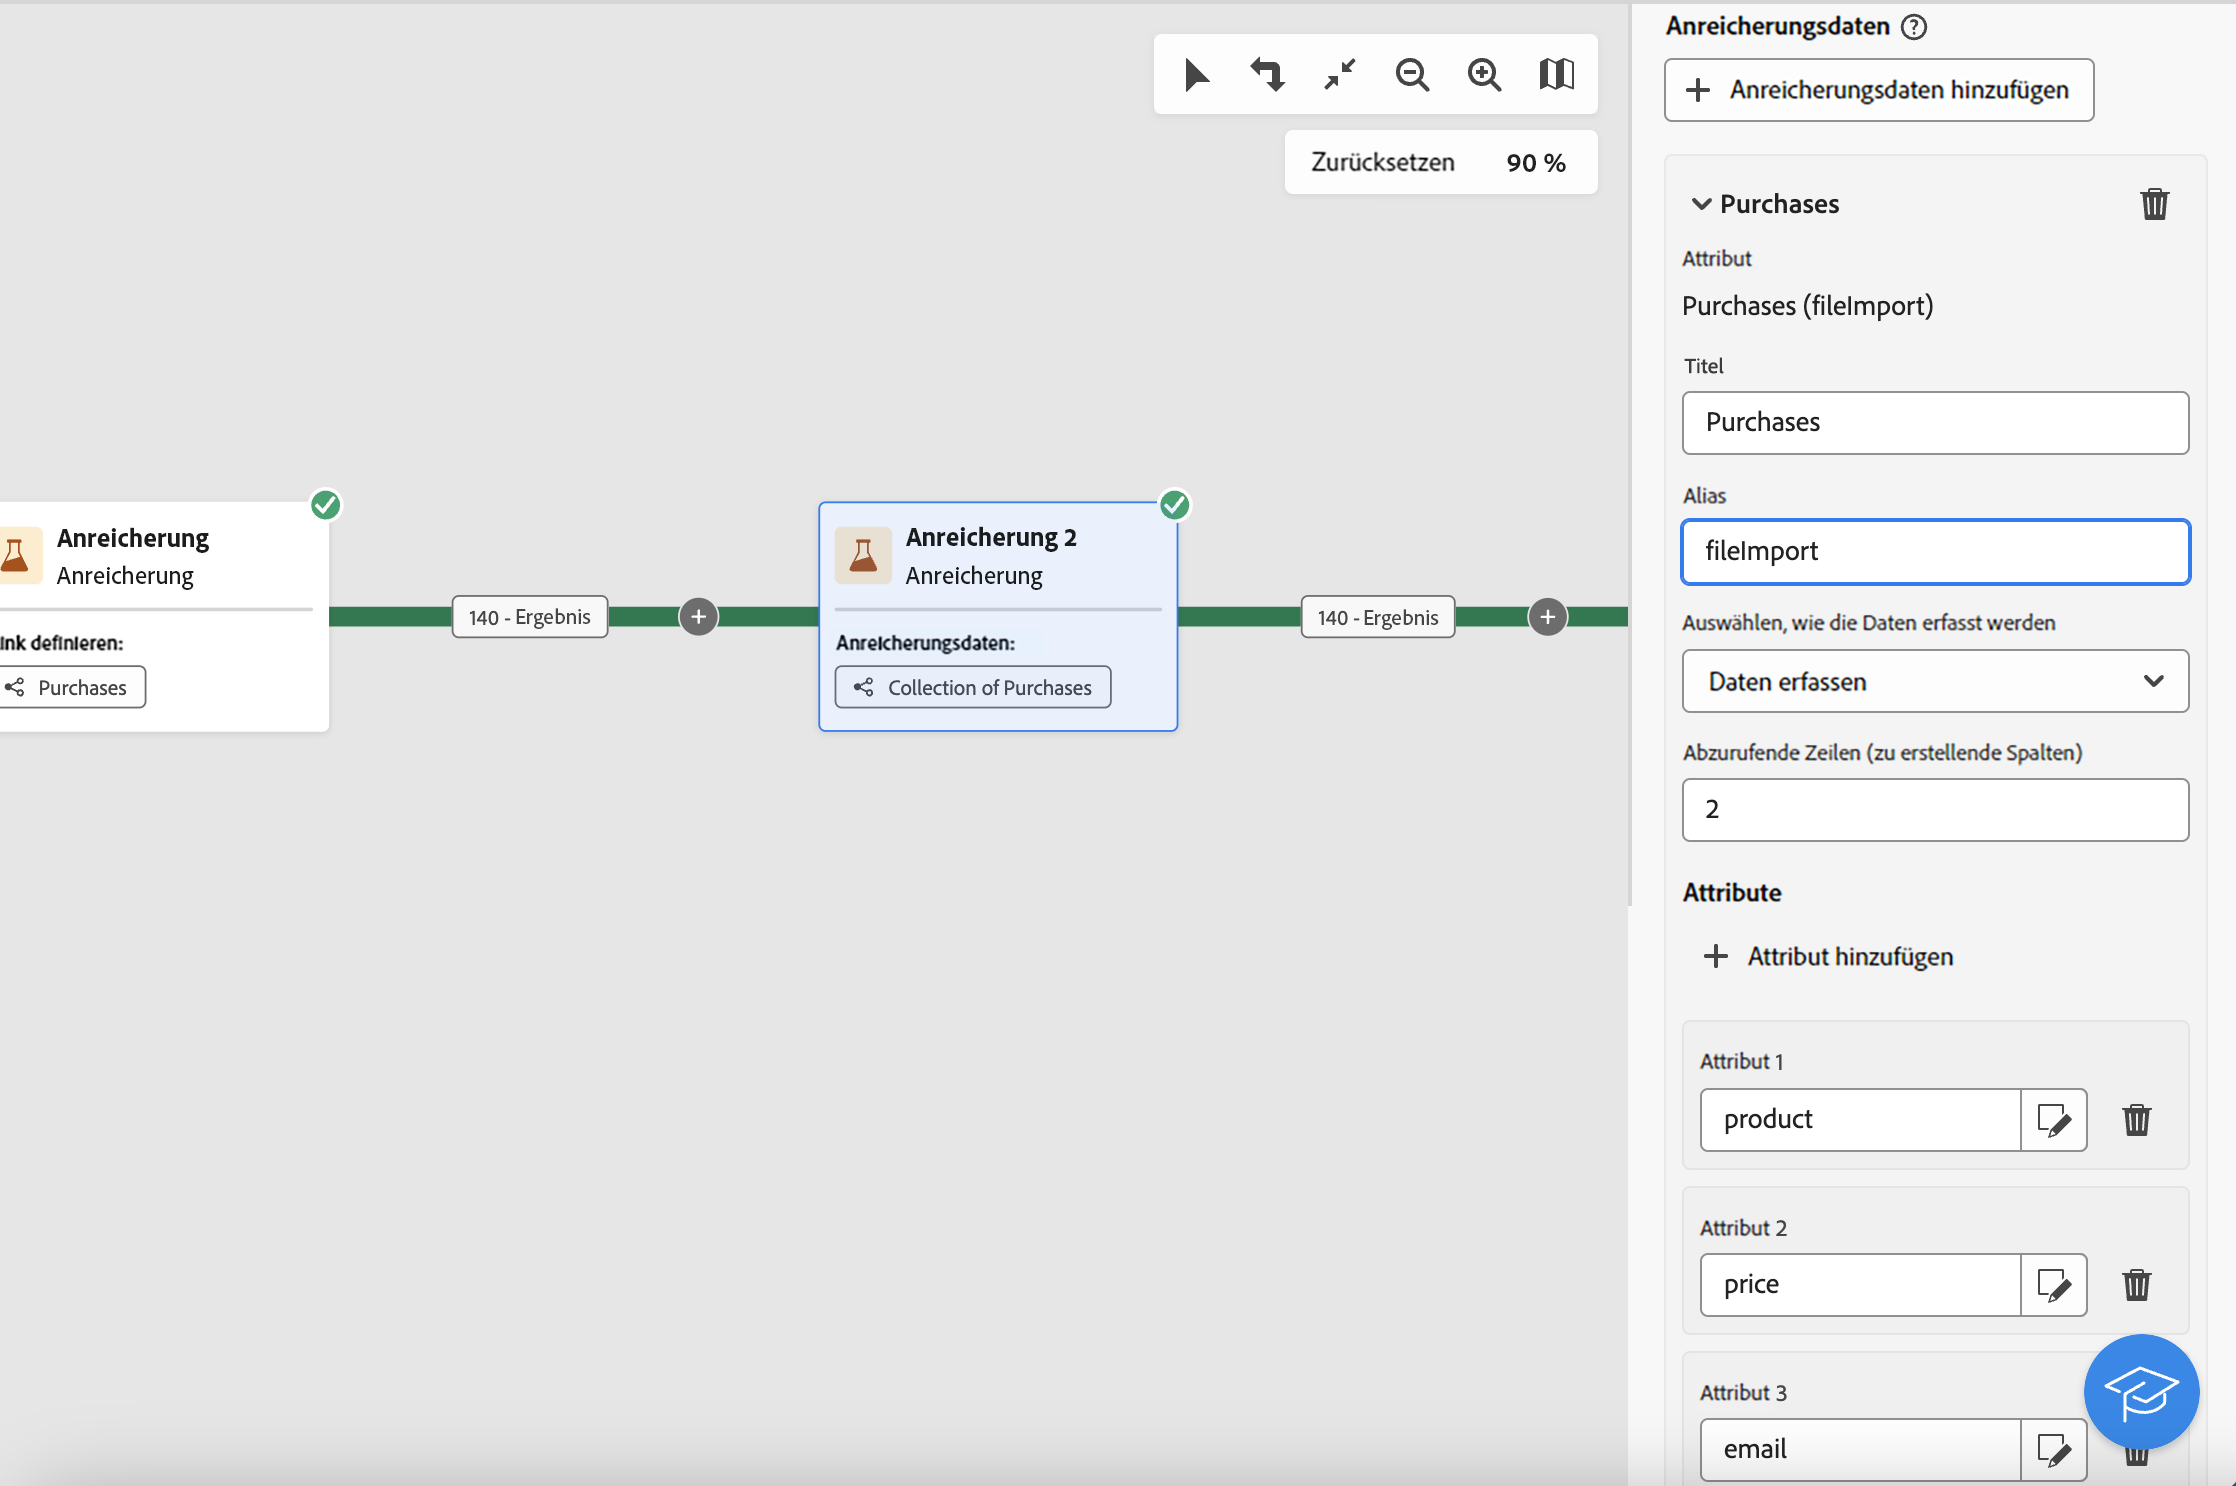 Zurücksetzen 90 %
Anreicherung
Anreicherung
ink definieren:
Purchases
140 - Ergebnis
Anreicherung 2
Anreicherung
Anreicherungsdaten:
Collection of Purchases
140 - Ergebnis
Anreicherungsdaten
Anreicherungsdaten hinzufügen
Purchases
Attribut
Purchases (fileImport)
Titel
Purchases
Alias
fileImport
Auswählen, wie die Daten erfasst werden
Daten erfassen
Abzurufende Zeilen (zu erstellende Spalten)
2
Attribute
Attribut hinzufügen
Attribut 1
product
Attribut 2
price
Attribut 3
email